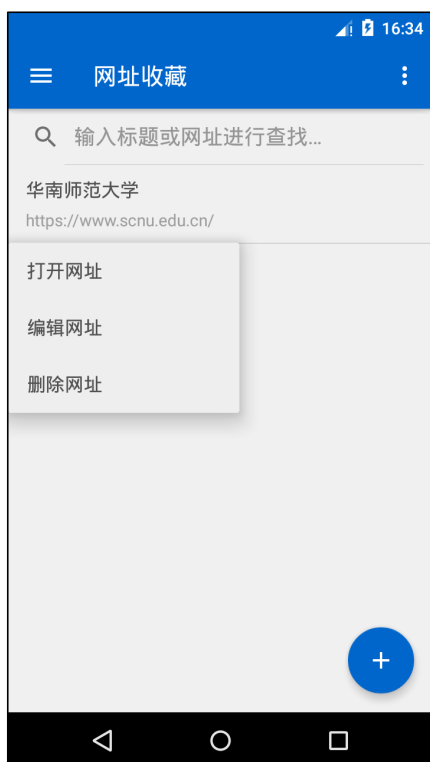 16:34
网址收藏
输入标题或网址进行查找...
华南师范大学
https://www.scnu.edu.cn/
打开网址
编辑网址
删除网址